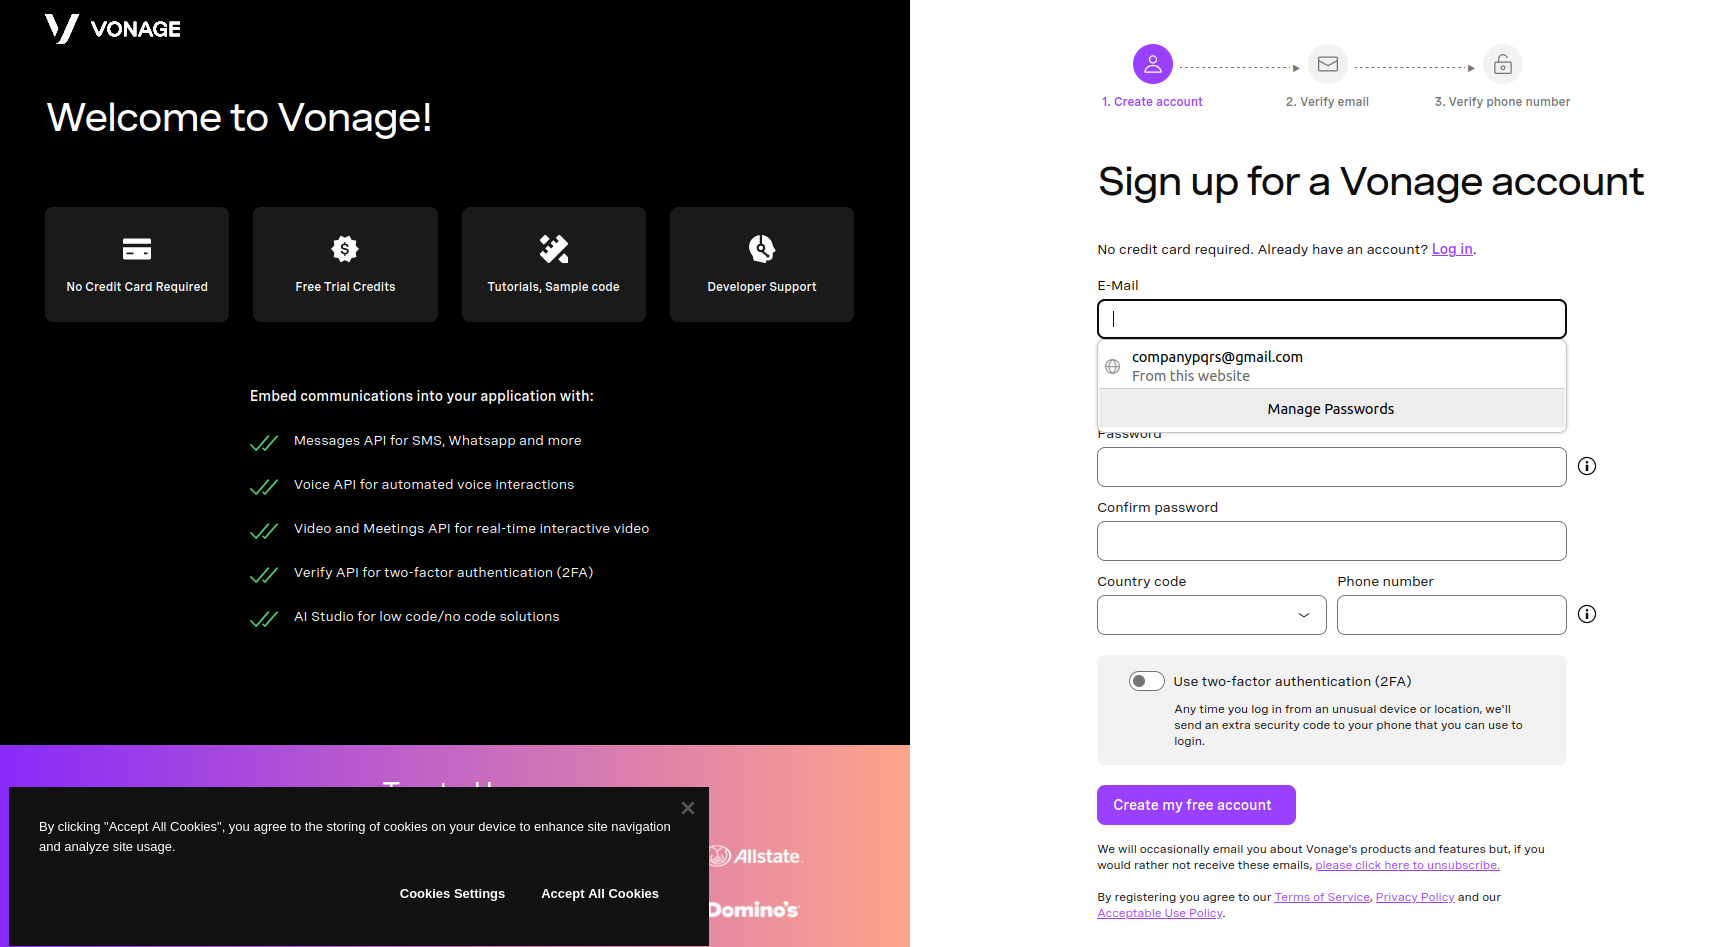 VONAGE
Welcome to Vonage!
No Credit Card Required
Free Trial Credits
Tutorials, Sample code
Developer Support
Embed communications into your application with:
Messages API for SMS, Whatsapp and more
Voice API for automated voice interactions
Video and Meetings API for real-time interactive video
Verify API for two-factor authentication (2FA)
AI Studio for low code/no code solutions
By clicking "Accept All Cookies", you agree to the storing of cookies on your device to enhance site navigation
and analyze site usage.
Cookies Settings
Accept All Cookies
Allstate.
Domino's
1. Create account
2. Verify email
3. Verify phone number
Sign up for a Vonage account
No credit card required. Already have an account? Log in.
E-Mail
companypqrs@gmail.com
From this website
Manage Passwords
Password
Confirm password
Country code
Phone number
Use two-factor authentication (2FA)
Any time you log in from an unusual device or location, we'll
send an extra security code to your phone that you can use to
login.
Create my free account
We will occasionally email you about Vonage's products and features but, if you
would rather not receive these emails, please click here to unsubscribe.
By registering you agree to our Terms of Service, Privacy Policy and our
Acceptable Use Policy.